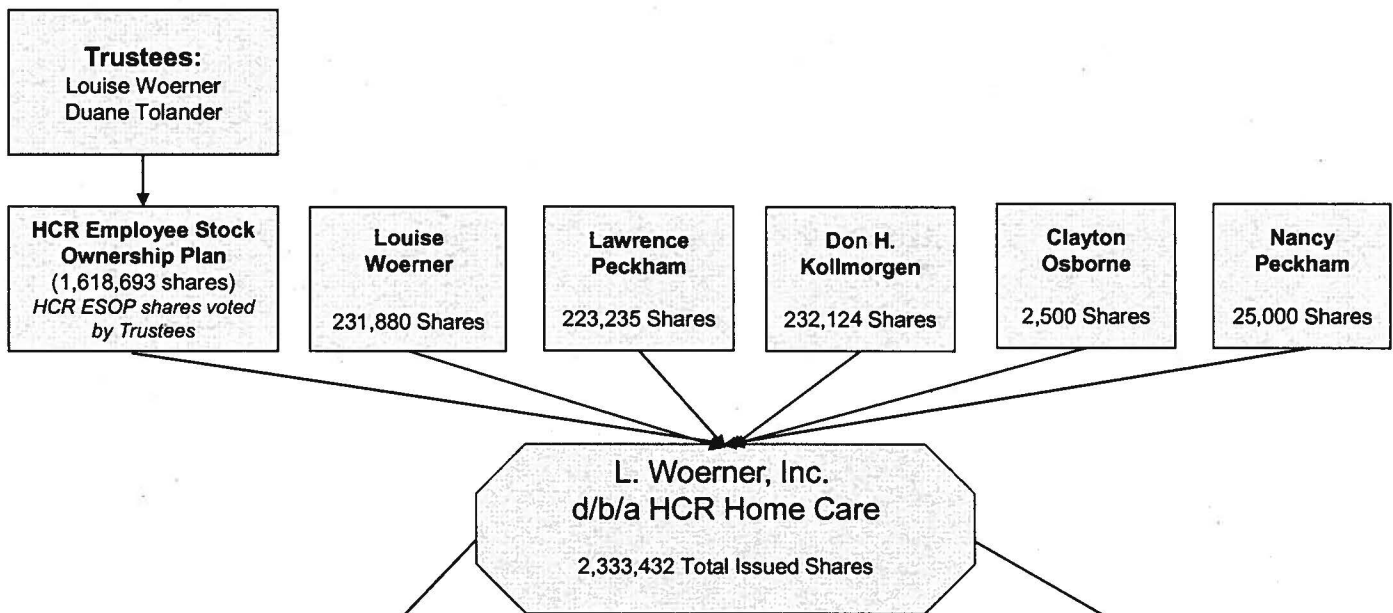 Trustees:
Louise Woerner
Duane Tolander
HCR Employee Stock
Ownership Plan
(1,618,693 shares)
HCR ESOP shares voted
by Trustees
Louise
Woerner
231,880 Shares
Lawrence
Peckham
223,235 Shares
Don H.
Kollmorgen
232,124 Shares
Clayton
Osborne
2,500 Shares
Nancy
Peckham
25,000 Shares
L. Woerner, Inc.
d/b/a HCR Home Care
2,333,432 Total Issued Shares